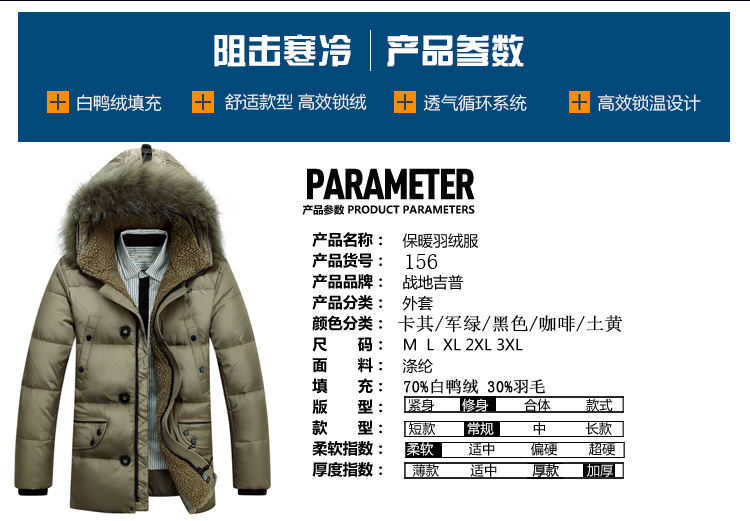 阻击寒冷 产品参数
白鸭绒填充 舒适款型 高效锁绒 透气循环系统 高效锁温设计
PARAMETER
产品参数 PRODUCT PARAMETERS
产品名称： 保暖羽绒服
产品货号： 156
产品品牌： 战地吉普
产品分类： 外套
颜色分类： 卡其/军绿/黑色/咖啡/土黄
尺 码： M L XL 2XL 3XL
面 料： 涤纶
填 充： 70%白鸭绒 30%羽毛
版 型： 紧身 修身 合体 款式
款 型： 短款 常规 中 长款
柔软指数： 柔软 适中 偏硬 超硬
厚度指数： 薄款 适中 厚款 加厚